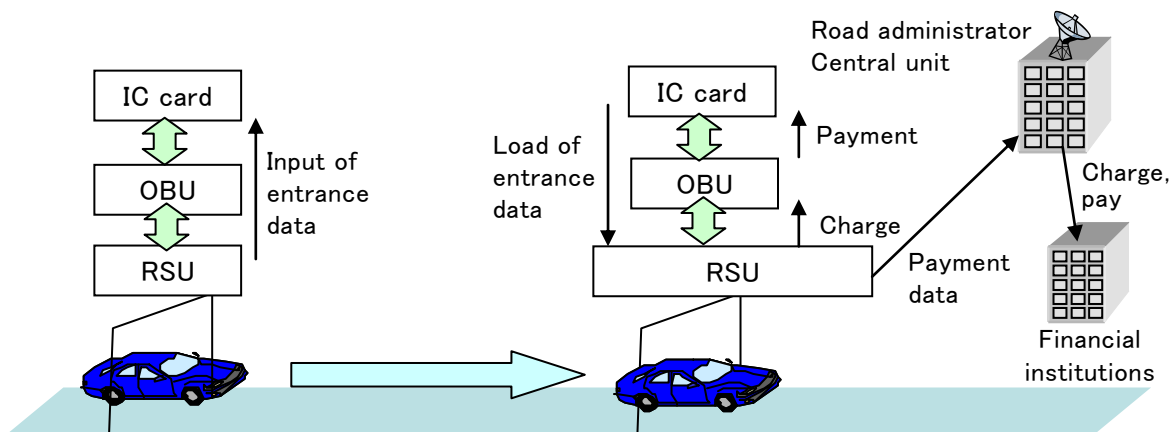 IC card
OBU
RSU
Input of
entrance
data
Load of
entrance
data
IC card
OBU
RSU
Payment
Charge
Road administrator
Central unit
Payment
data
Charge,
pay
Financial
institutions